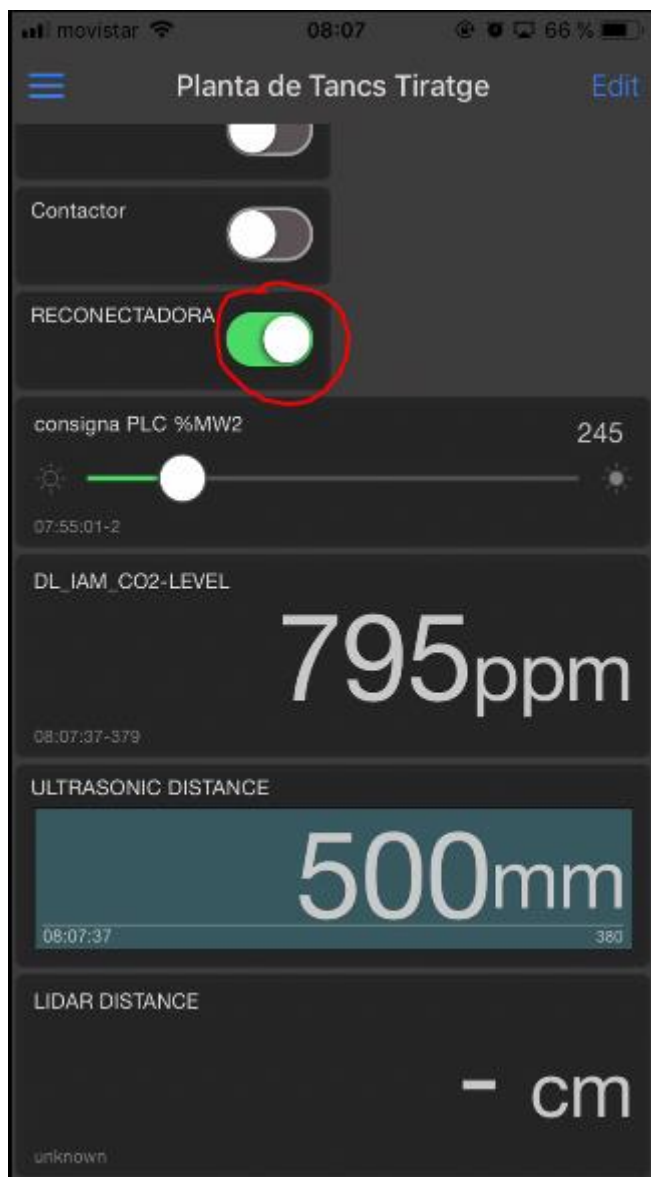 movistar 08:07 66 %
Planta de Tancs Tiratge Edit
Contactor
RECONECTADORA
consigna PLC %MW2 245
07:55:01-2
DL_IAM_CO2-LEVEL
795ppm
08:07:37-379
ULTRASONIC DISTANCE
500mm
08:07:37 380
LIDAR DISTANCE
- cm
unknown